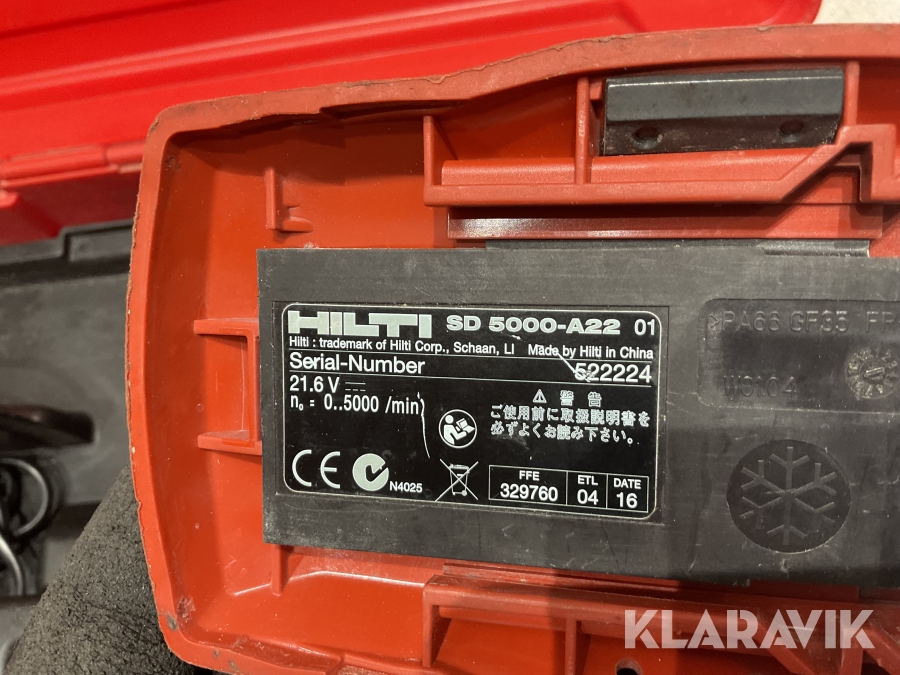 KLARAVIK
HILTI SD 5000-A22 01
Hilti : trademark of Hilti Corp., Schaan, LI Made by Hilti in China
Serial-Number 522224
21.6 V
n₀ = 0..5000 /min
⚠ 警告
ご使用前に取扱説明書を
必ずよくお読み下さい。
CE N4025
FFE ETL DATE
329760 04 16
>PA66 GF35
KLARAVIK